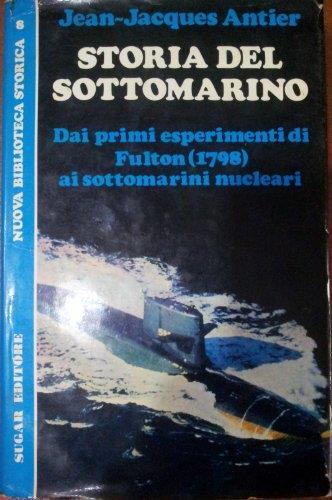 Jean-Jacques Antier
STORIA DEL
SOTTOMARINO
Dai primi esperimenti di
Fulton (1798)
ai sottomarini nucleari
SUGAR EDITORE NUOVA BIBLIOTECA STORICA 8